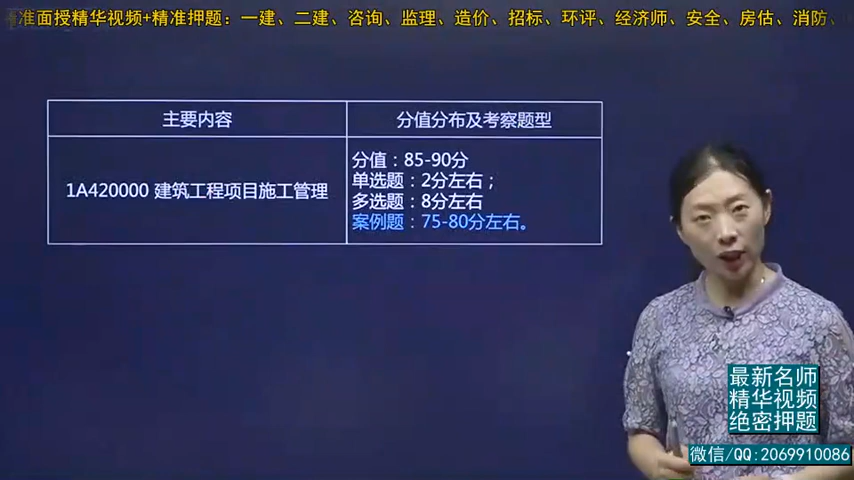 准面授精华视频+精准押题：一建、二建、咨询、监理、造价、招标、环评、经济师、安全、房估、消防、
主要内容
分值分布及考察题型
1A420000 建筑工程项目施工管理
分值：85-90分
单选题：2分左右；
多选题：8分左右
案例题：75-80分左右。
最新名师
精华视频
绝密押题
微信/QQ:2069910086